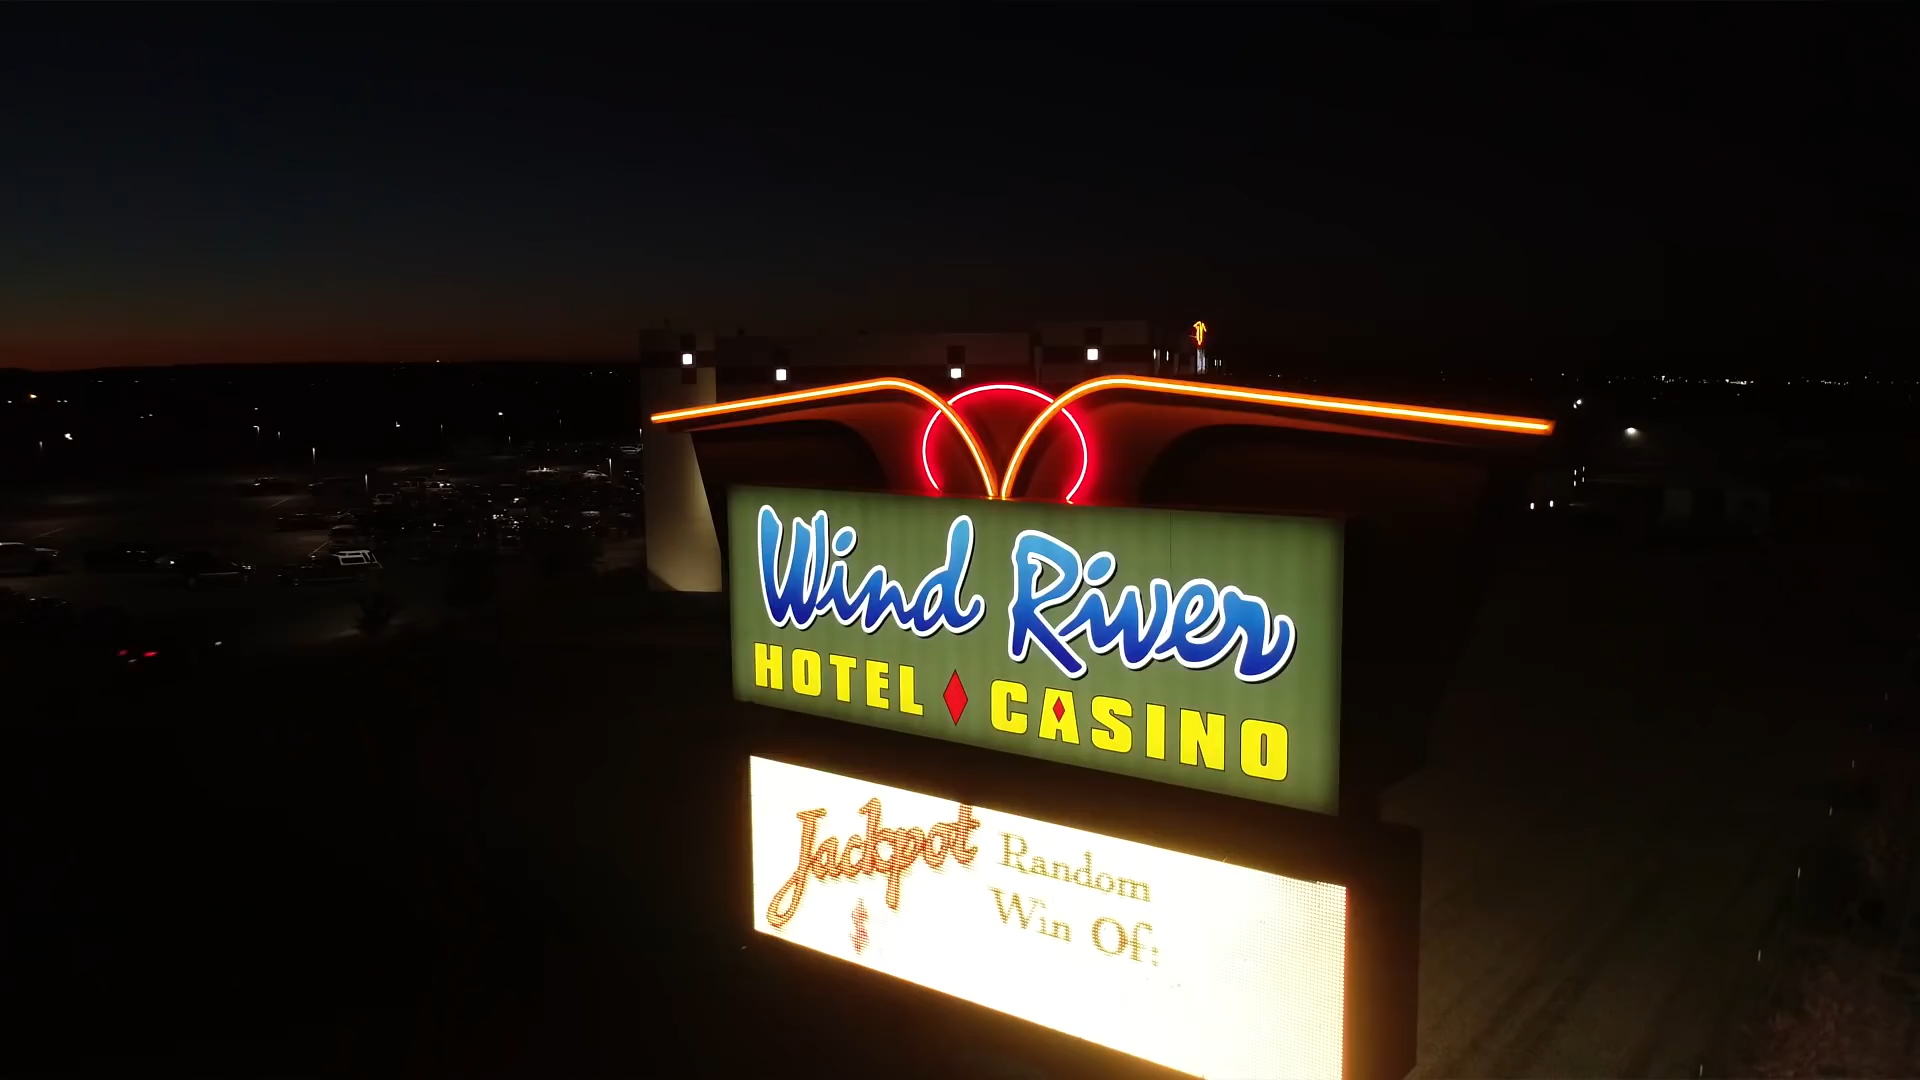 Wind River
HOTEL ♦ CASINO
Jackpot
Random
Win Of:
$